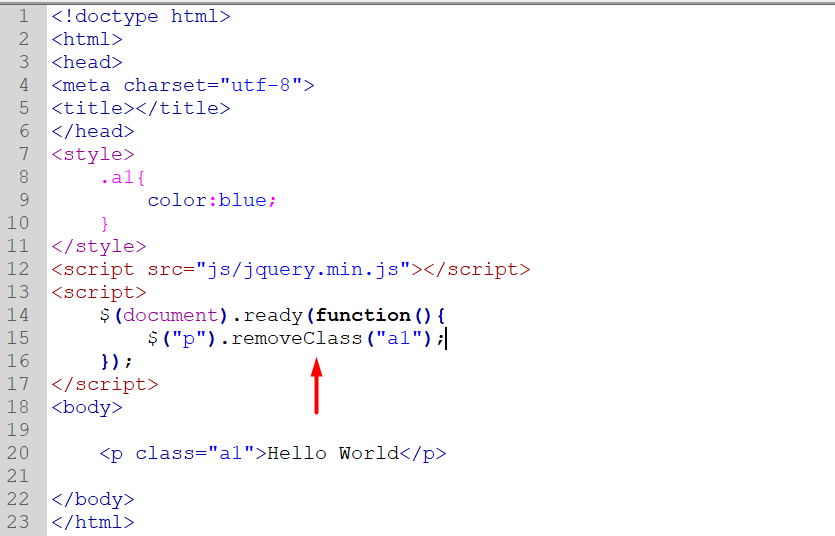 1 <!doctype html>
2 <html>
3 <head>
4 <meta charset="utf-8">
5 <title></title>
6 </head>
7 <style>
8 .a1{
9 color:blue;
10 }
11 </style>
12 <script src="js/jquery.min.js"></script>
13 <script>
14 $(document).ready(function(){
15 $("p").removeClass("a1");
16 });
17 </script>
18 <body>
19
20 <p class="a1">Hello World</p>
21
22 </body>
23 </html>